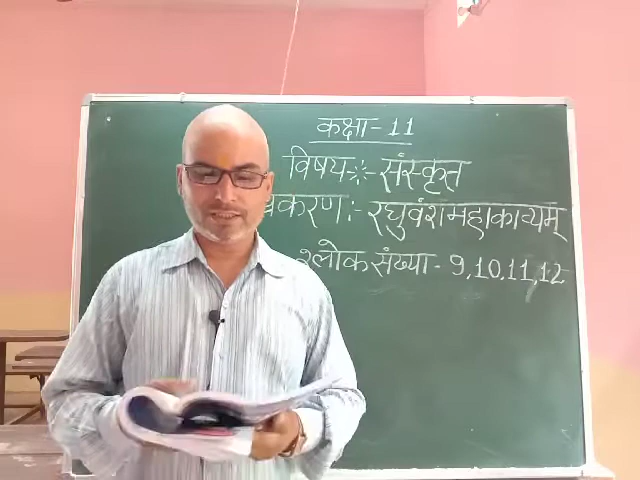 कक्षा- 11
विषयः:- संस्कृत
करण :- रघुवंशमहाकाव्यम्
श्लोक संख्या- 9,10,11,12